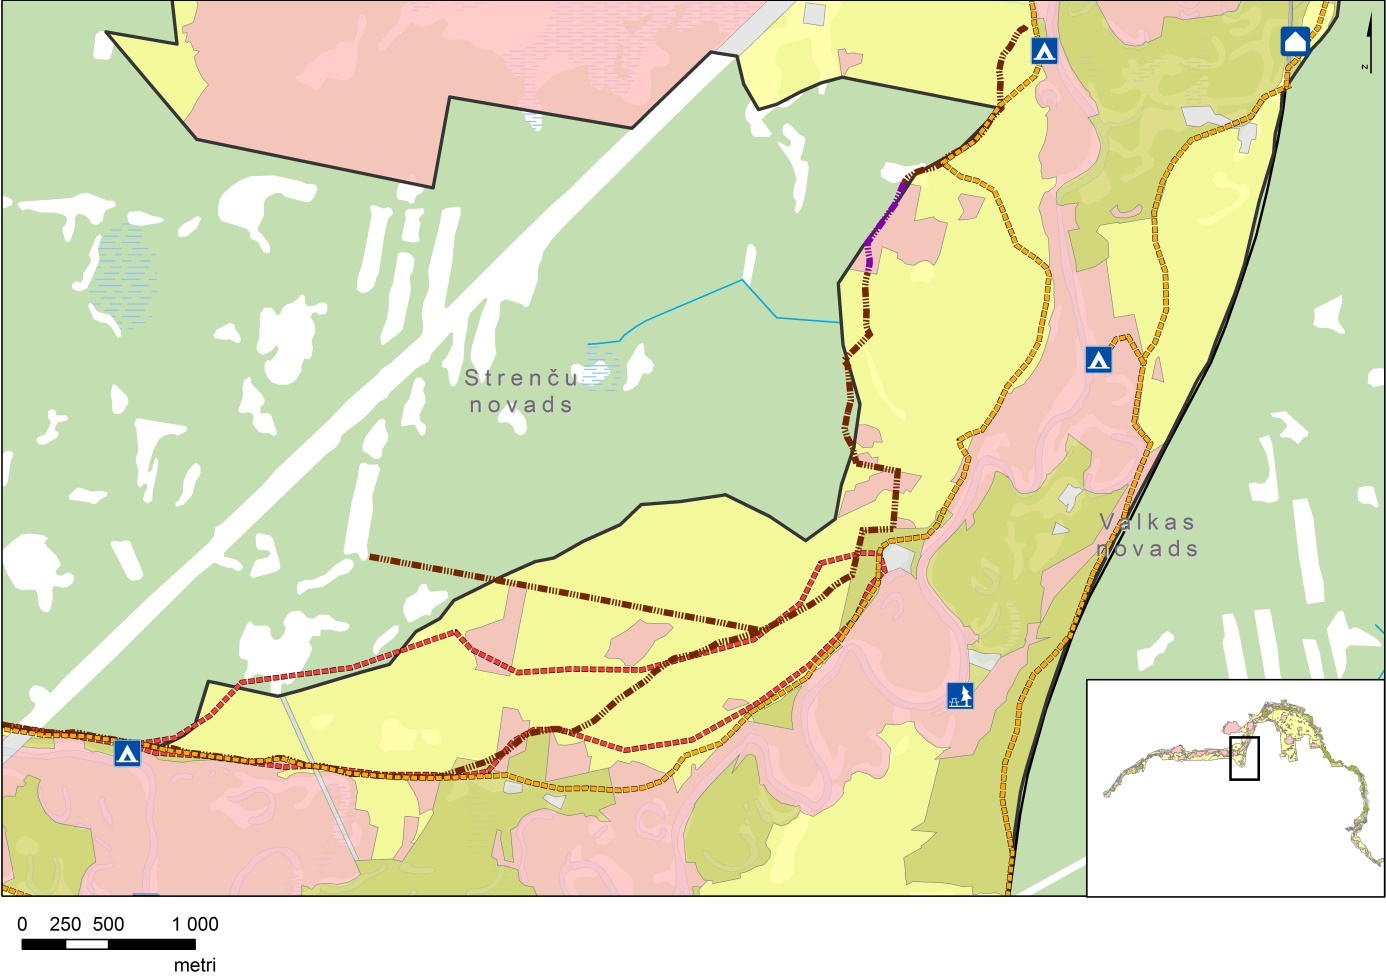 z
Strenču
novads
Valkas
novads
0 250 500 1 000
metri